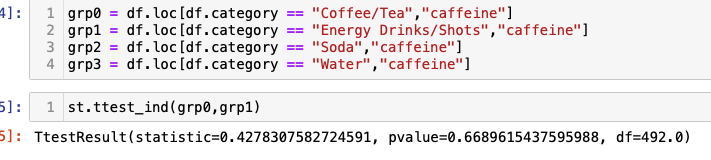 4]:
1 grp0 = df.loc[df.category == "Coffee/Tea","caffeine"]
2 grp1 = df.loc[df.category == "Energy Drinks/Shots","caffeine"]
3 grp2 = df.loc[df.category == "Soda","caffeine"]
4 grp3 = df.loc[df.category == "Water","caffeine"]
5]: 1 st.ttest_ind(grp0,grp1)
5]: TtestResult(statistic=0.4278307582724591, pvalue=0.6689615437595988, df=492.0)